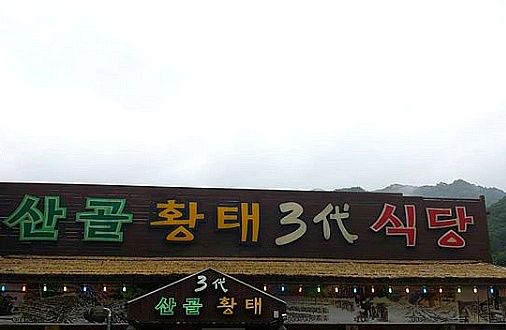 산골 황태 3代 식당
3代
산골 황태